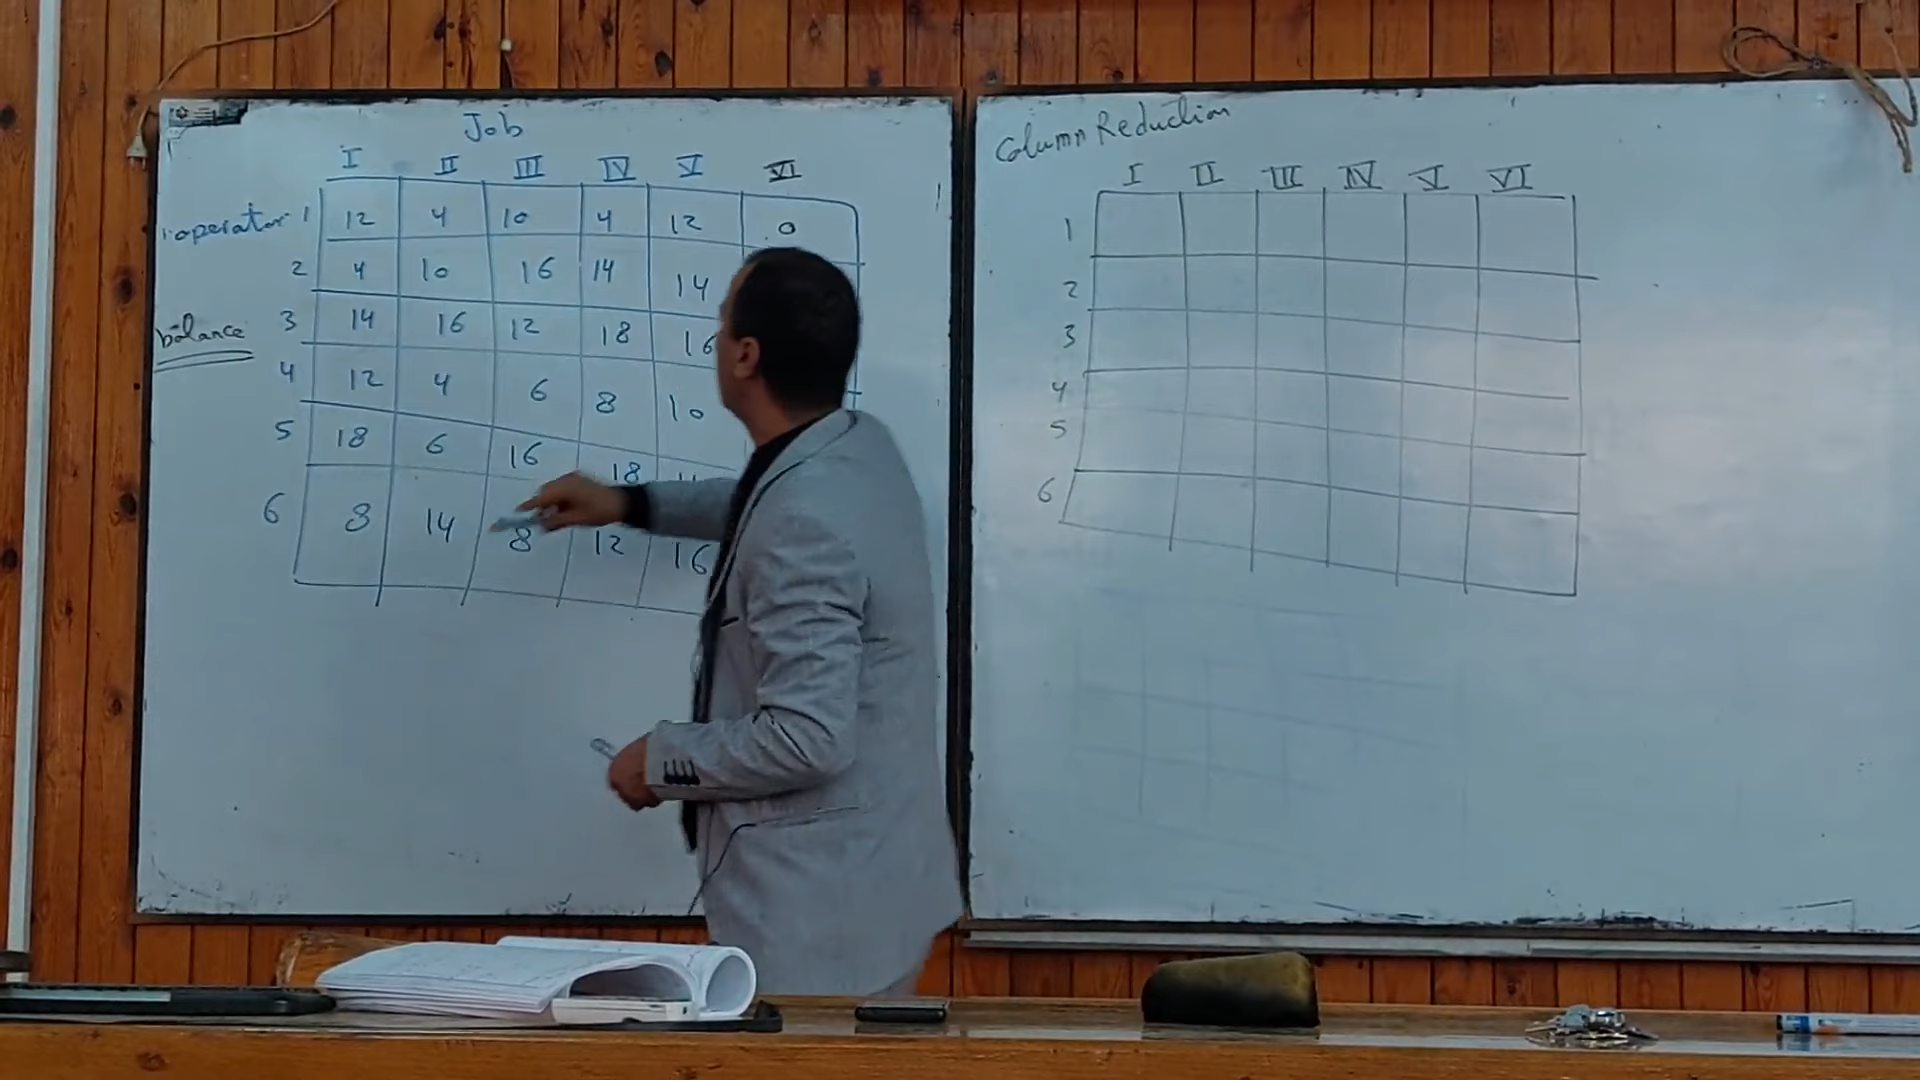 Job
I II III IV V VI
operator 1 12 4 10 4 12 0
2 4 10 16 14 14
balance 3 14 16 12 18 16
4 12 4 6 8 10
5 18 6 16 18
6 8 14 8 12 16
Column Reduction
I II III IV V VI
1
2
3
4
5
6